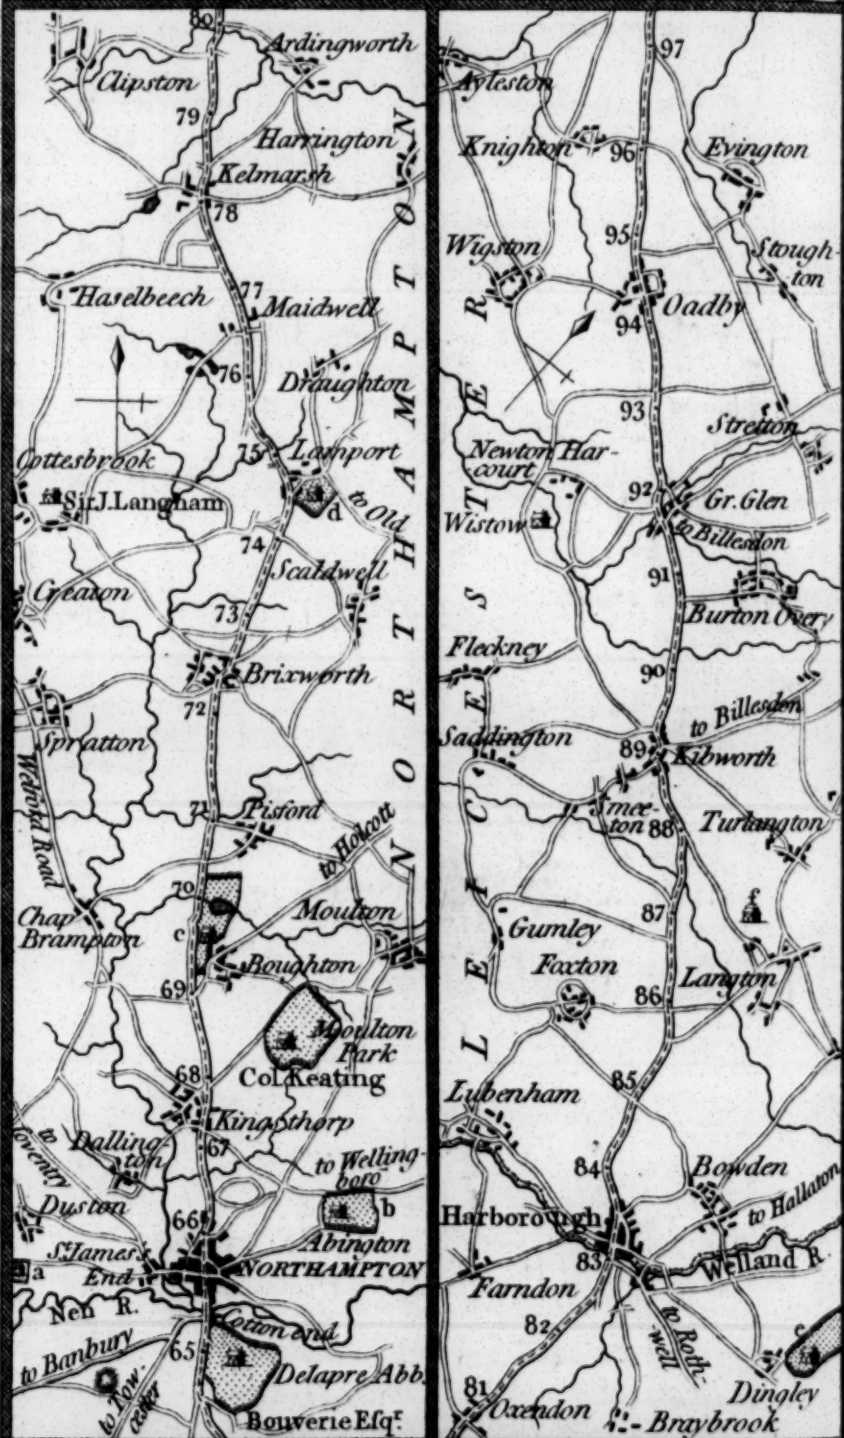 80
Ardingworth
Clipston
79
Harrington
Kelmarsh
78
Haselbeech
77
Maidwell
76
Draughton
75
Lamport
Cottesbrook
Sir J. Langham
d
to Old
74
Scaldwell
Creaton
73
Brixworth
72
Spratton
Welford Road
71
Pisford
to Holcott
70
Moulton
Chap
Brampton
c
Boughton
69
Moulton
Park
Col. Keating
68
Kingsthorp
67
to
Coventry
Dalling-
ton
to Welling-
boro
Duston
66
b
Abington
St. James's
End
a
NORTHAMPTON
Nen R.
Cotton end
65
to Banbury
to Tow-
cester
Delapre Abb.
Bouverie Esqr.
NORTHAMPTON
97
Ayleston
Knighton
96
Evington
95
Wigston
Stough-
ton
Oadby
94
93
Stretton
Newton Har-
court
92
Gr. Glen
Wistow
to Billesdon
91
Burton Overy
Fleckney
90
to Billesdon
Saddington
89
Kibworth
Smee-
ton
88
Turlangton
f
87
Gumley
Foxton
Langton
86
85
Lubenham
84
Bowden
to Hallaton
Harborough
83
Welland R.
Farndon
82
to Roth-
well
e
Dingley
81
Oxendon
Braybrook
LEICESTER